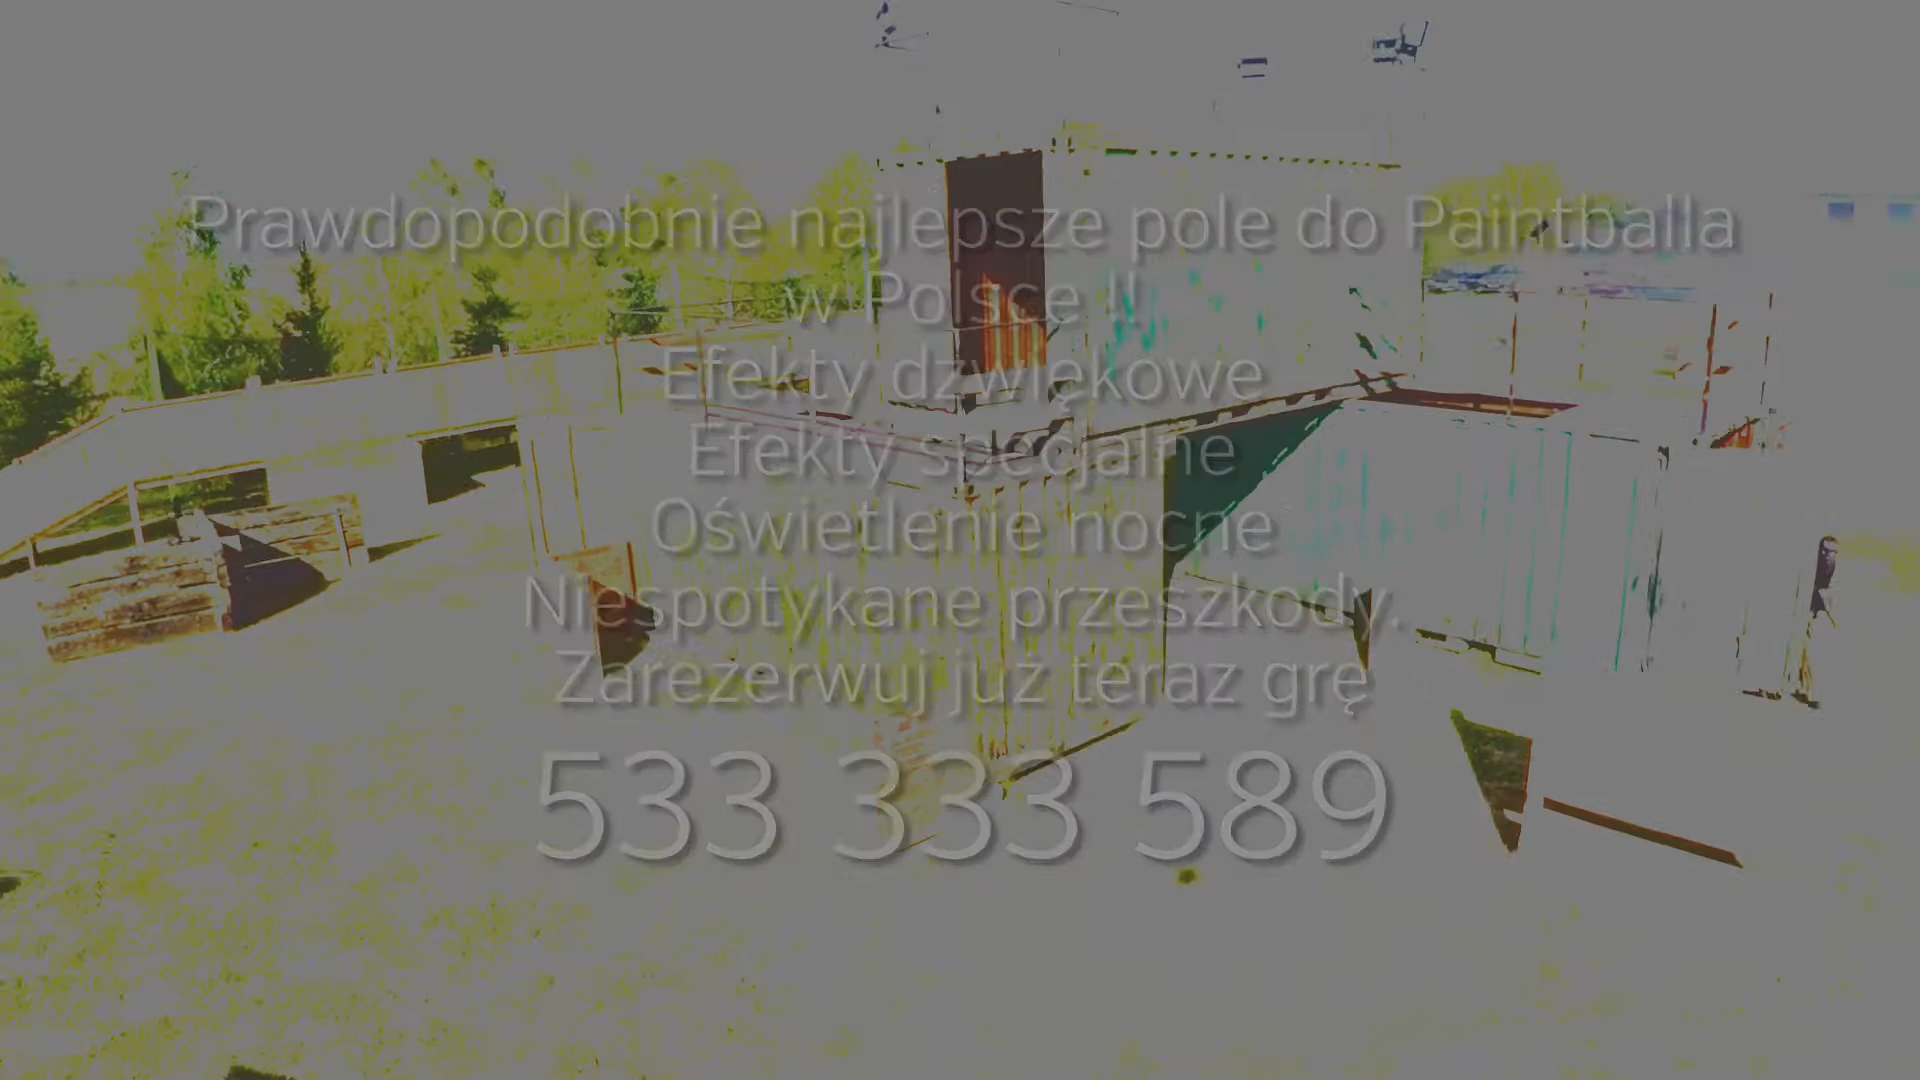 Prawdopodobnie najlepsze pole do Paintballa
w Polsce !!
Efekty dzwiękowe
Efekty specjalne
Oświetlenie nocne
Niespotykane przeszkody.
Zarezerwuj już teraz grę
533 333 589